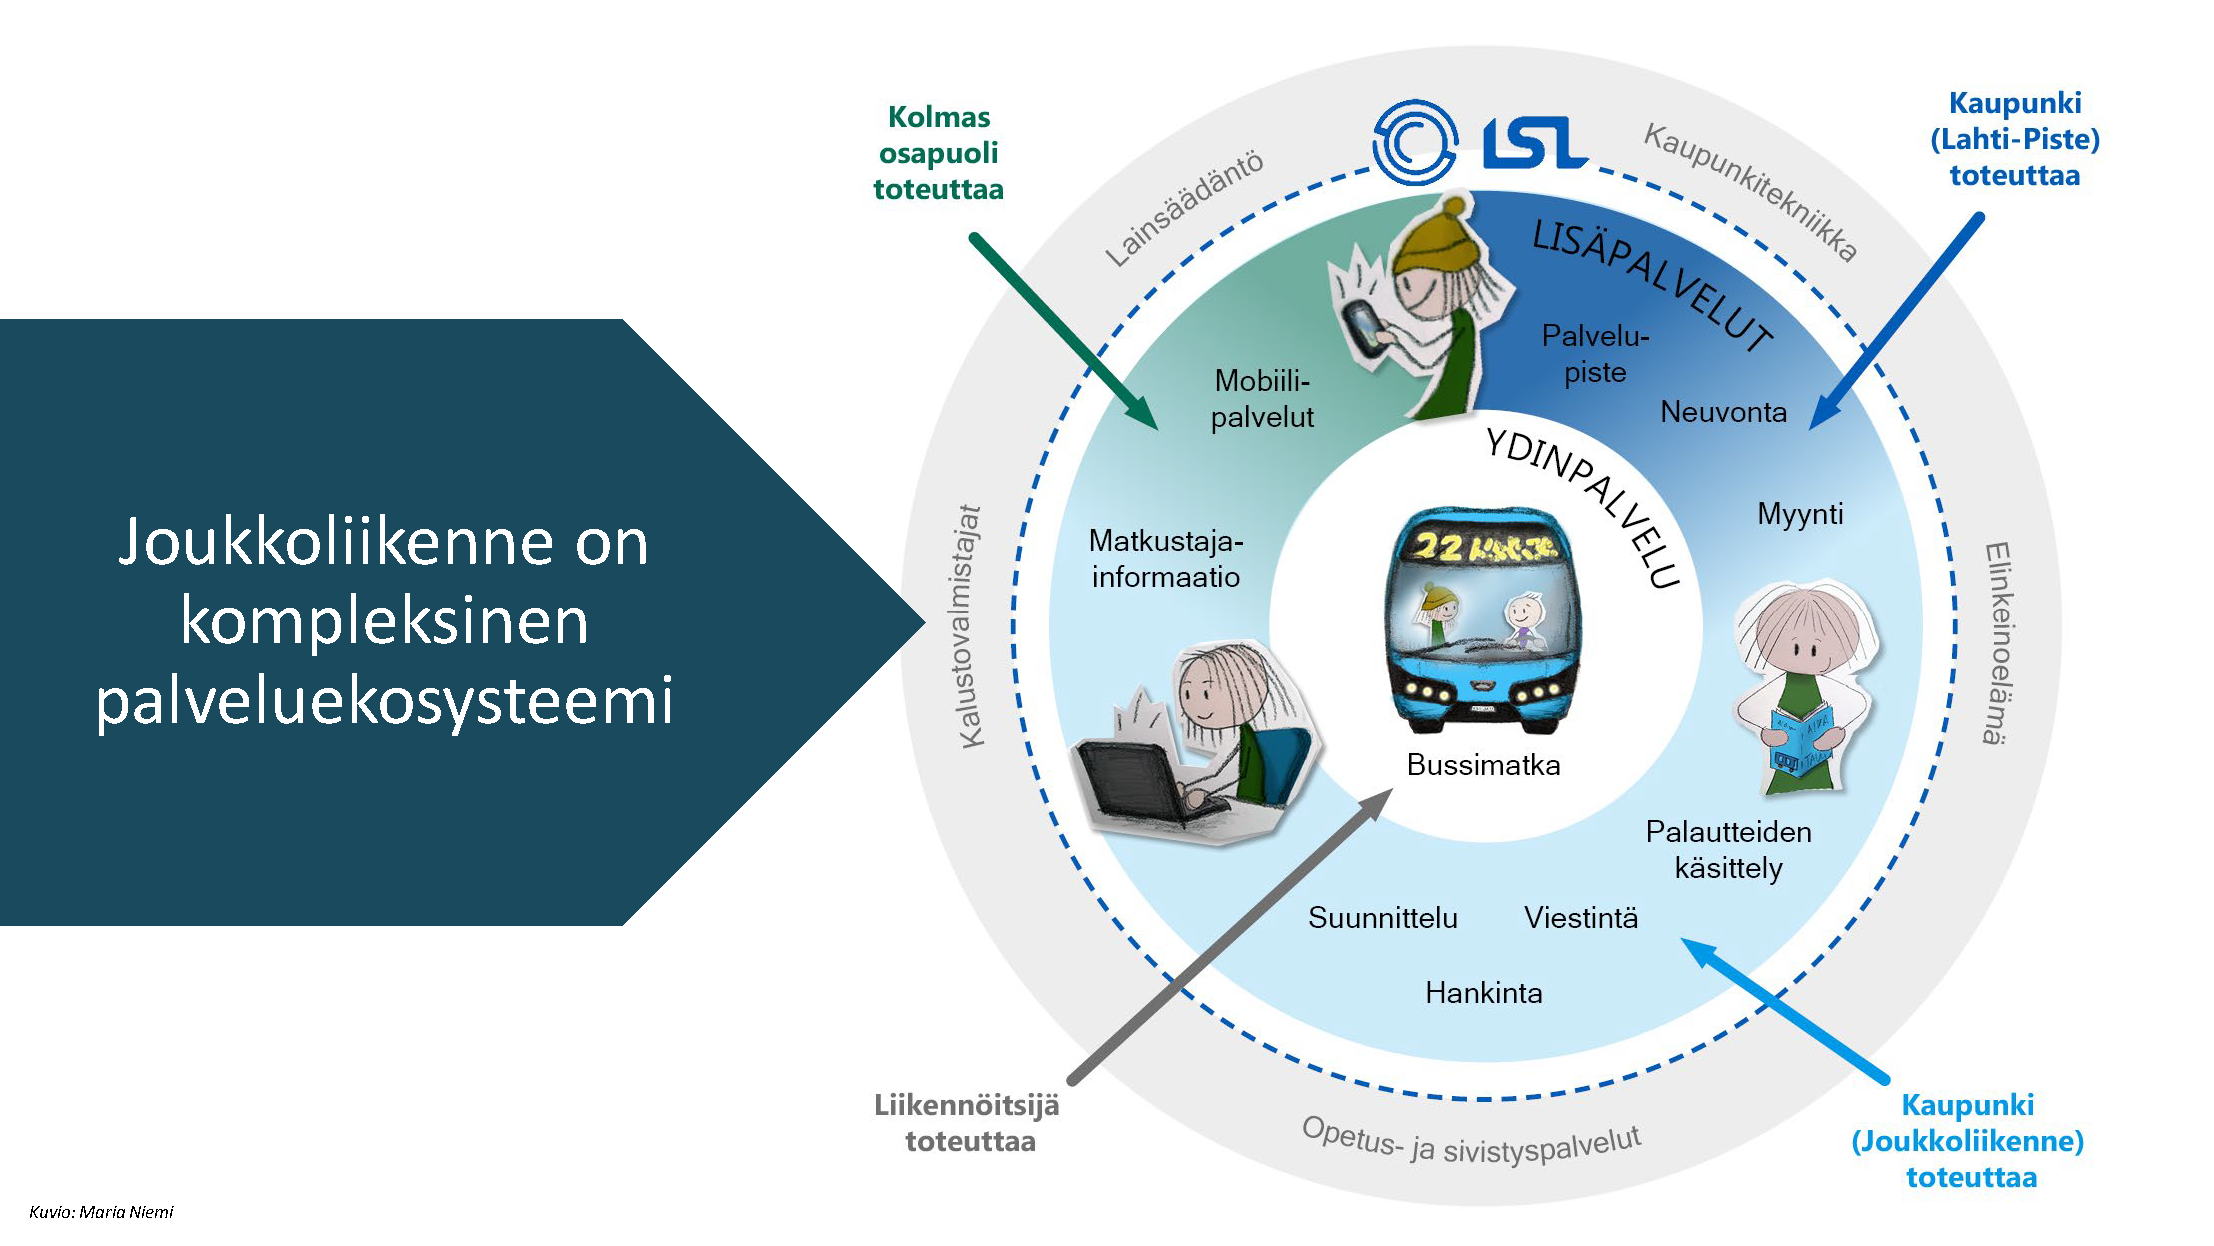 Joukkoliikenne on
kompleksinen
palveluekosysteemi
Kuvio: Maria Niemi
Kolmas
osapuoli
toteuttaa
Kaupunki
(Lahti-Piste)
toteuttaa
LSL
Lainsäädäntö
Kaupunkitekniikka
Kalustovalmistajat
Elinkeinoelämä
Opetus- ja sivistyspalvelut
LISÄPALVELUT
Palvelu-
piste
Neuvonta
Myynti
Mobiili-
palvelut
Matkustaja-
informaatio
YDINPALVELU
22
Bussimatka
AIKA
TAULU
Palautteiden
käsittely
Suunnittelu
Viestintä
Hankinta
Liikennöitsijä
toteuttaa
Kaupunki
(Joukkoliikenne)
toteuttaa